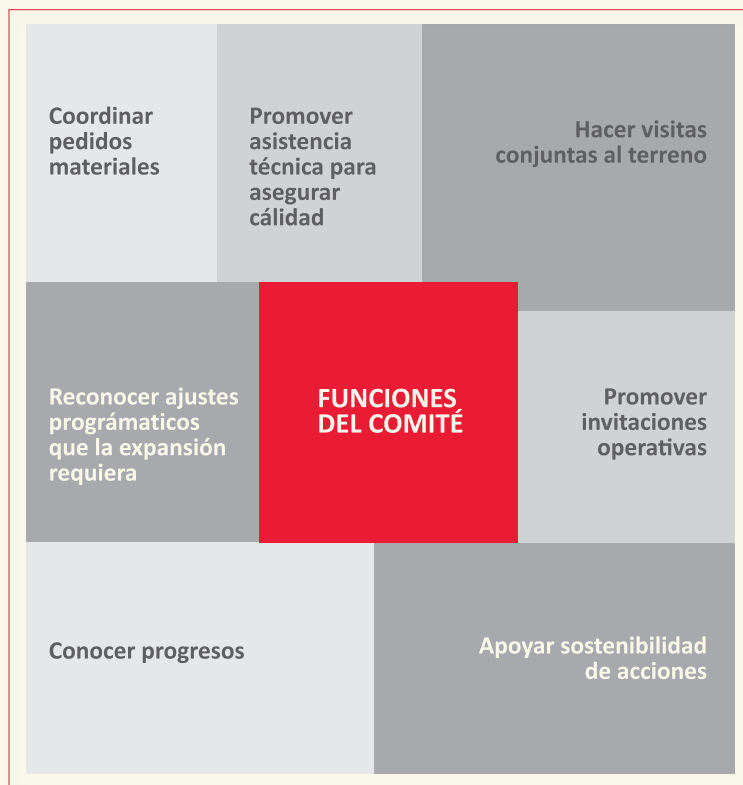 Coordinar
pedidos
materiales
Promover
asistencia
técnica para
asegurar
cálidad
Hacer visitas
conjuntas al terreno
Reconocer ajustes
prográmaticos
que la expansión
requiera
FUNCIONES
DEL COMITÉ
Promover
invitaciones
operativas
Conocer progresos
Apoyar sostenibilidad
de acciones